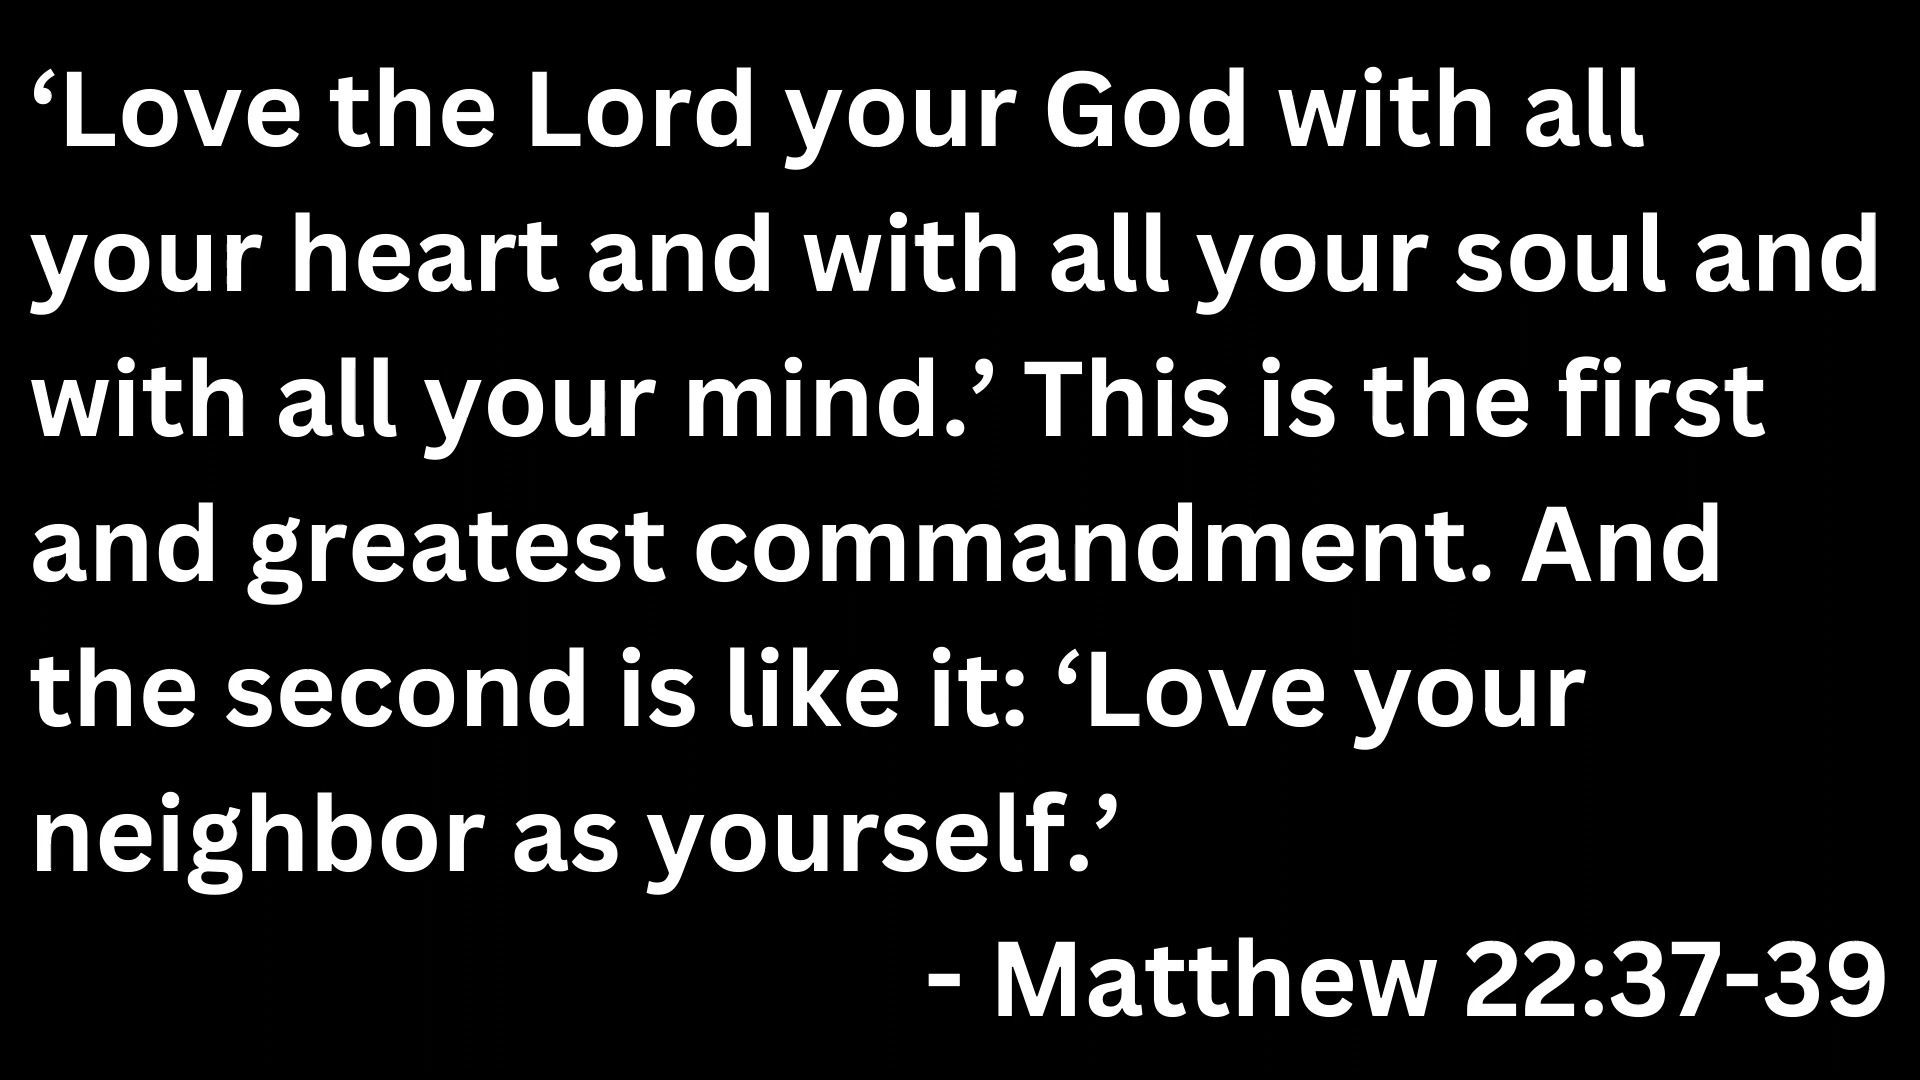 ‘Love the Lord your God with all
your heart and with all your soul and
with all your mind.’ This is the first
and greatest commandment. And
the second is like it: ‘Love your
neighbor as yourself.’
- Matthew 22:37-39